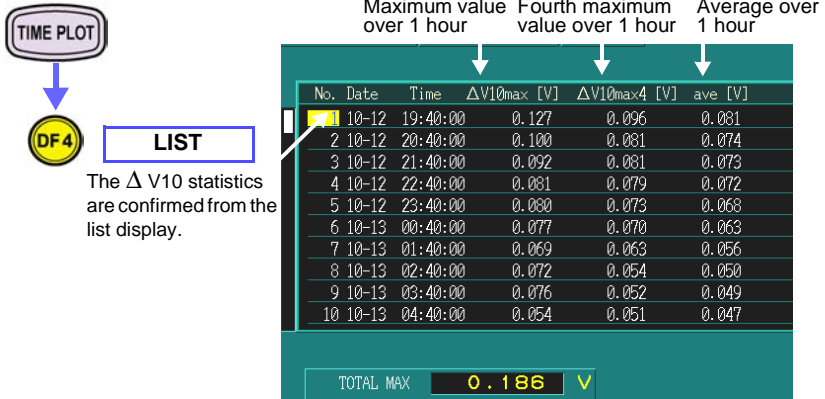 Maximum value over 1 hour
Fourth maximum value over 1 hour
Average over 1 hour
TIME PLOT
DF 4
LIST
The Δ V10 statistics
are confirmed from the
list display.
No. Date Time ΔV10max [V] ΔV10max4 [V] ave [V]
1 10-12 19:40:00 0.127 0.096 0.081
2 10-12 20:40:00 0.100 0.081 0.074
3 10-12 21:40:00 0.092 0.081 0.073
4 10-12 22:40:00 0.081 0.079 0.072
5 10-12 23:40:00 0.080 0.073 0.068
6 10-13 00:40:00 0.077 0.070 0.063
7 10-13 01:40:00 0.069 0.063 0.056
8 10-13 02:40:00 0.072 0.054 0.050
9 10-13 03:40:00 0.076 0.052 0.049
10 10-13 04:40:00 0.054 0.051 0.047
TOTAL MAX 0.186 V